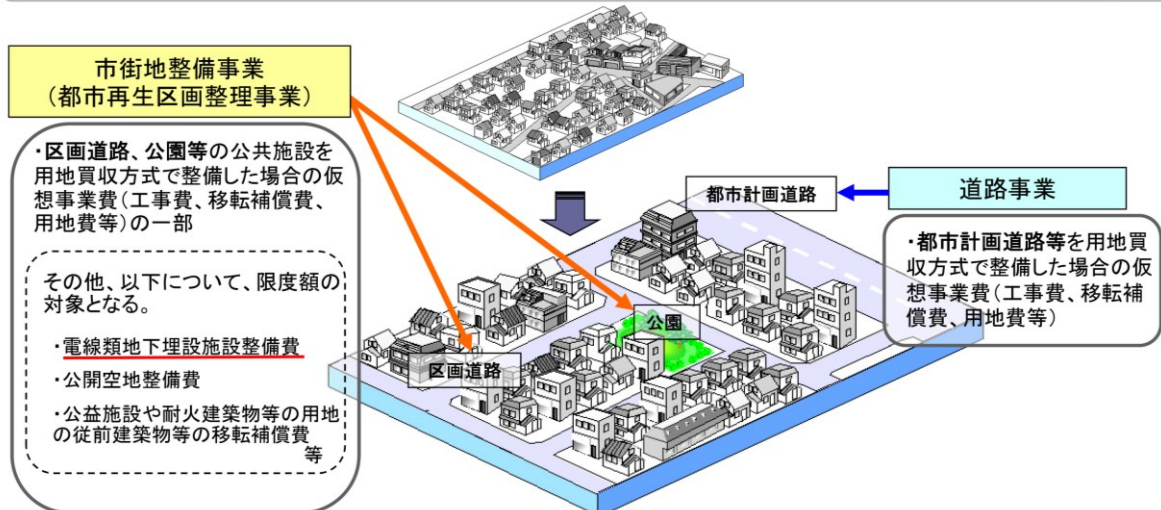 市街地整備事業
（都市再生区画整理事業）
・区画道路、公園等の公共施設を
用地買収方式で整備した場合の仮
想事業費（工事費、移転補償費、
用地費等）の一部
その他、以下について、限度額の
対象となる。
・電線類地下埋設施設整備費
・公開空地整備費
・公益施設や耐火建築物等の用地
の従前建築物等の移転補償費
等
都市計画道路
公園
区画道路
道路事業
・都市計画道路等を用地買
収方式で整備した場合の仮
想事業費（工事費、移転補
償費、用地費等）